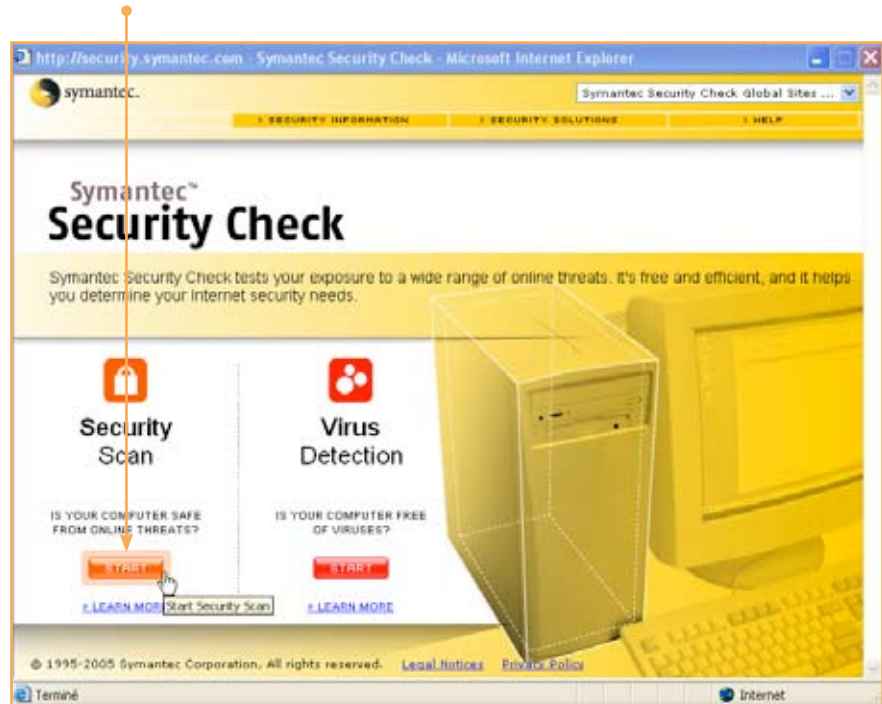 http://security.symantec.com - Symantec Security Check - Microsoft Internet Explorer
symantec.
Symantec Security Check Global Sites ...
› SECURITY INFORMATION › SECURITY SOLUTIONS › HELP
Symantec™
Security Check
Symantec Security Check tests your exposure to a wide range of online threats. It's free and efficient, and it helps
you determine your Internet security needs.
Security
Scan
IS YOUR COMPUTER SAFE
FROM ONLINE THREATS?
START
› LEARN MORE
Start Security Scan
Virus
Detection
IS YOUR COMPUTER FREE
OF VIRUSES?
START
› LEARN MORE
© 1995-2005 Symantec Corporation, All rights reserved. Legal Notices Privacy Policy
Terminé
Internet